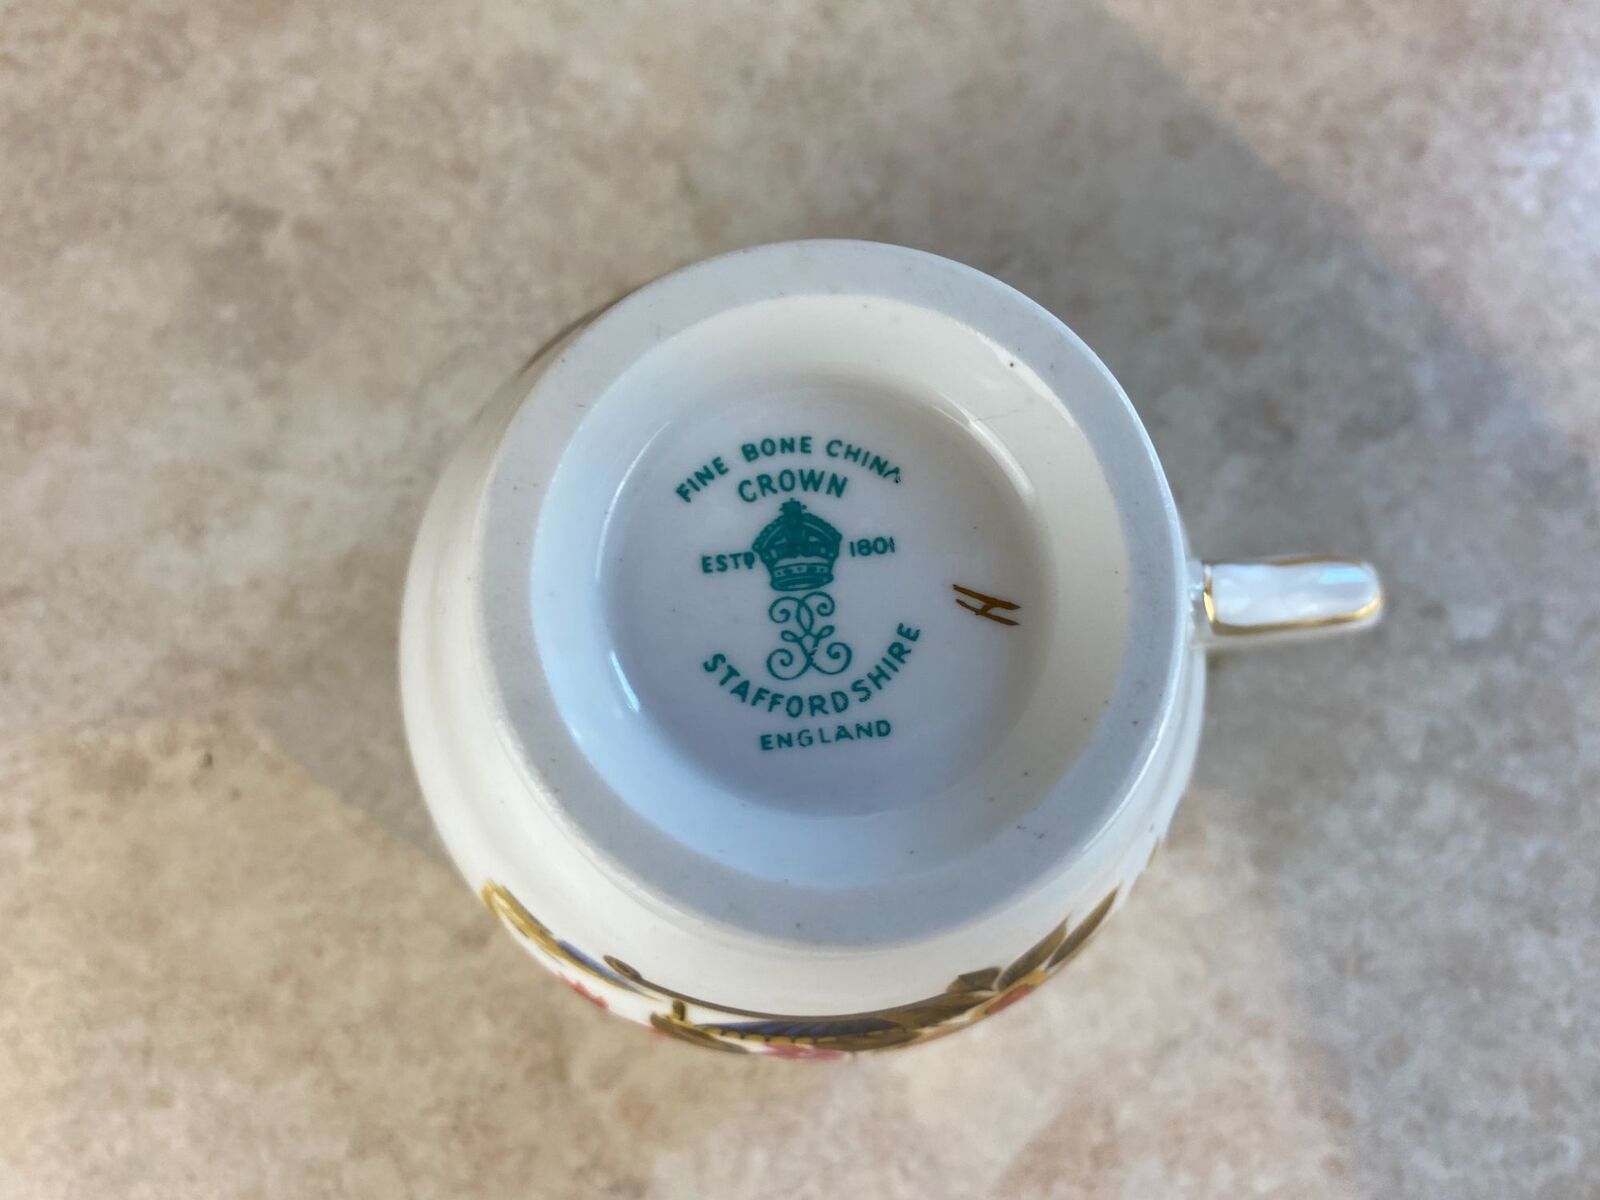 FINE BONE CHINA
CROWN
ESTD 1801
STAFFORDSHIRE
ENGLAND
H